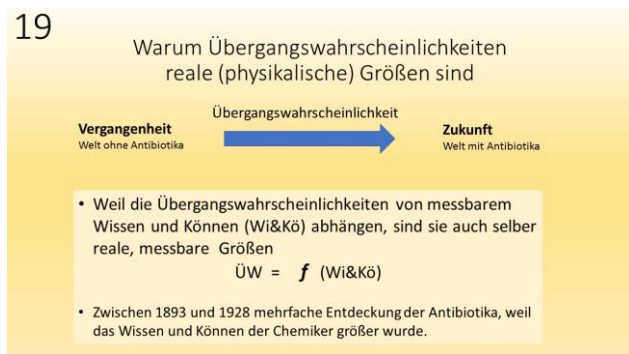 19
Warum Übergangswahrscheinlichkeiten
reale (physikalische) Größen sind
Übergangswahrscheinlichkeit
Vergangenheit
Welt ohne Antibiotika
Zukunft
Welt mit Antibiotika
• Weil die Übergangswahrscheinlichkeiten von messbarem
Wissen und Können (Wi&Kö) abhängen, sind sie auch selber
reale, messbare Größen
ÜW = f (Wi&Kö)
• Zwischen 1893 und 1928 mehrfache Entdeckung der Antibiotika, weil
das Wissen und Können der Chemiker größer wurde.